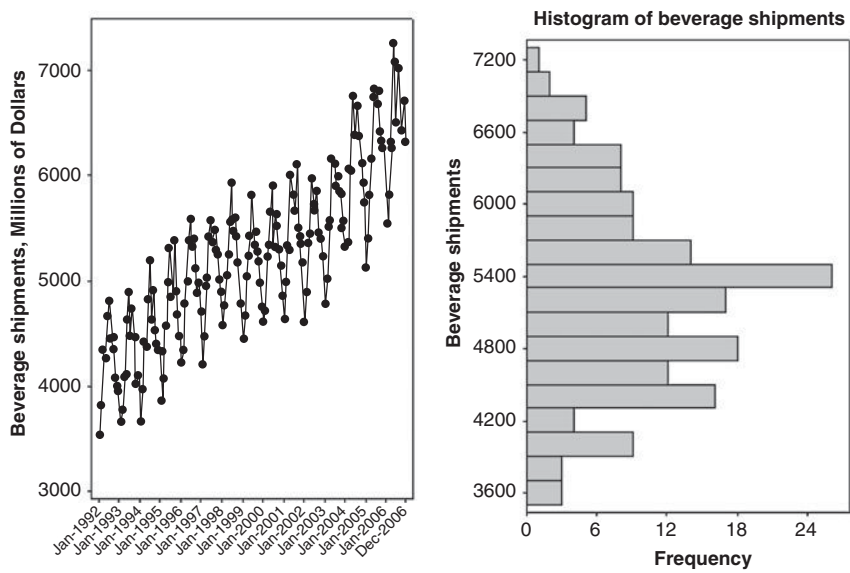 Beverage shipments, Millions of Dollars
7000
6000
5000
4000
3000
Jan-1992
Jan-1993
Jan-1994
Jan-1995
Jan-1996
Jan-1997
Jan-1998
Jan-1999
Jan-2000
Jan-2001
Jan-2002
Jan-2003
Jan-2004
Jan-2005
Jan-2006
Dec-2006
Histogram of beverage shipments
Beverage shipments
7200
6600
6000
5400
4800
4200
3600
0 6 12 18 24
Frequency